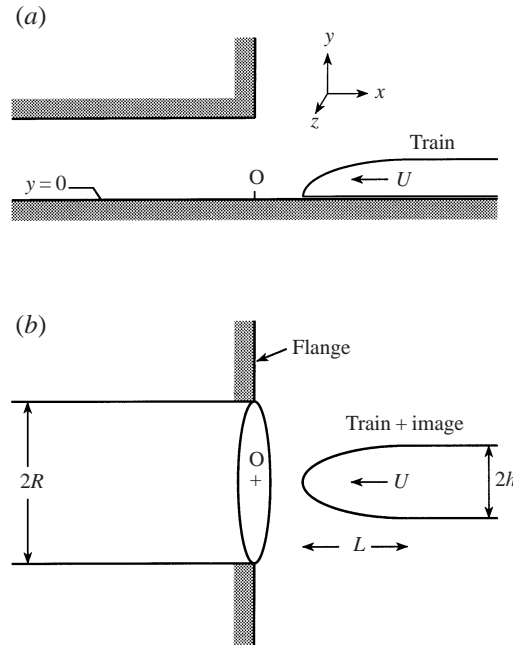 (a)
y
x
z
Train
y = 0
O
U
(b)
Flange
Train + image
2R
O
+
U
2h
L